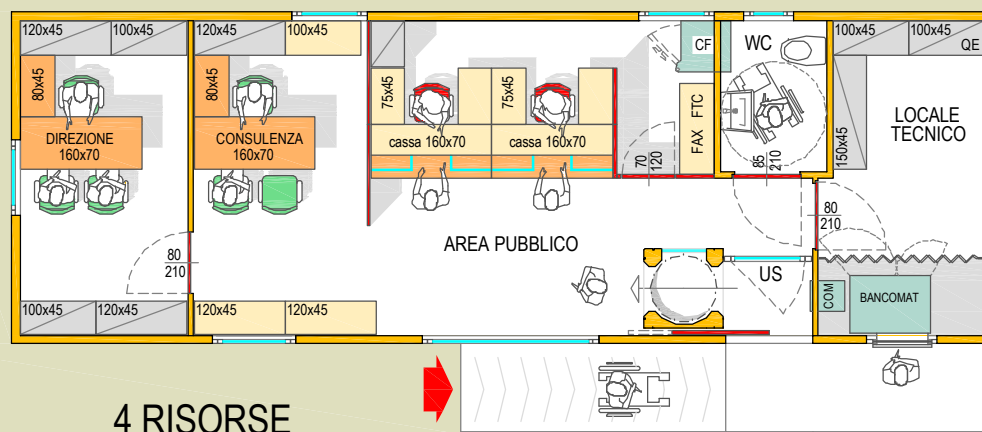 120x45
100x45
120x45
100x45
CF
WC
100x45
100x45
QE
80x45
80x45
75x45
75x45
FAX FTC
150x45
LOCALE
TECNICO
DIREZIONE
160x70
CONSULENZA
160x70
cassa 160x70
cassa 160x70
70
120
85
210
80
210
AREA PUBBLICO
80
210
US
COM
BANCOMAT
100x45
120x45
120x45
120x45
4 RISORSE